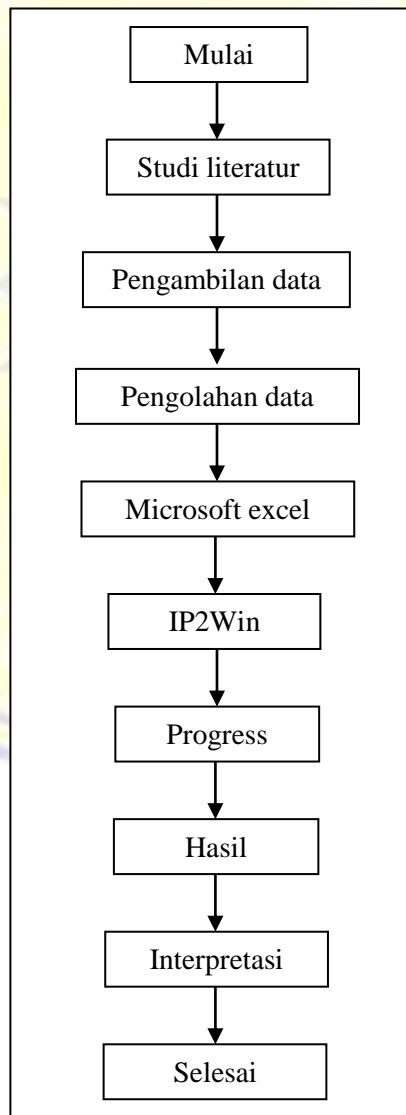 Mulai
Studi literatur
Pengambilan data
Pengolahan data
Microsoft excel
IP2Win
Progress
Hasil
Interpretasi
Selesai